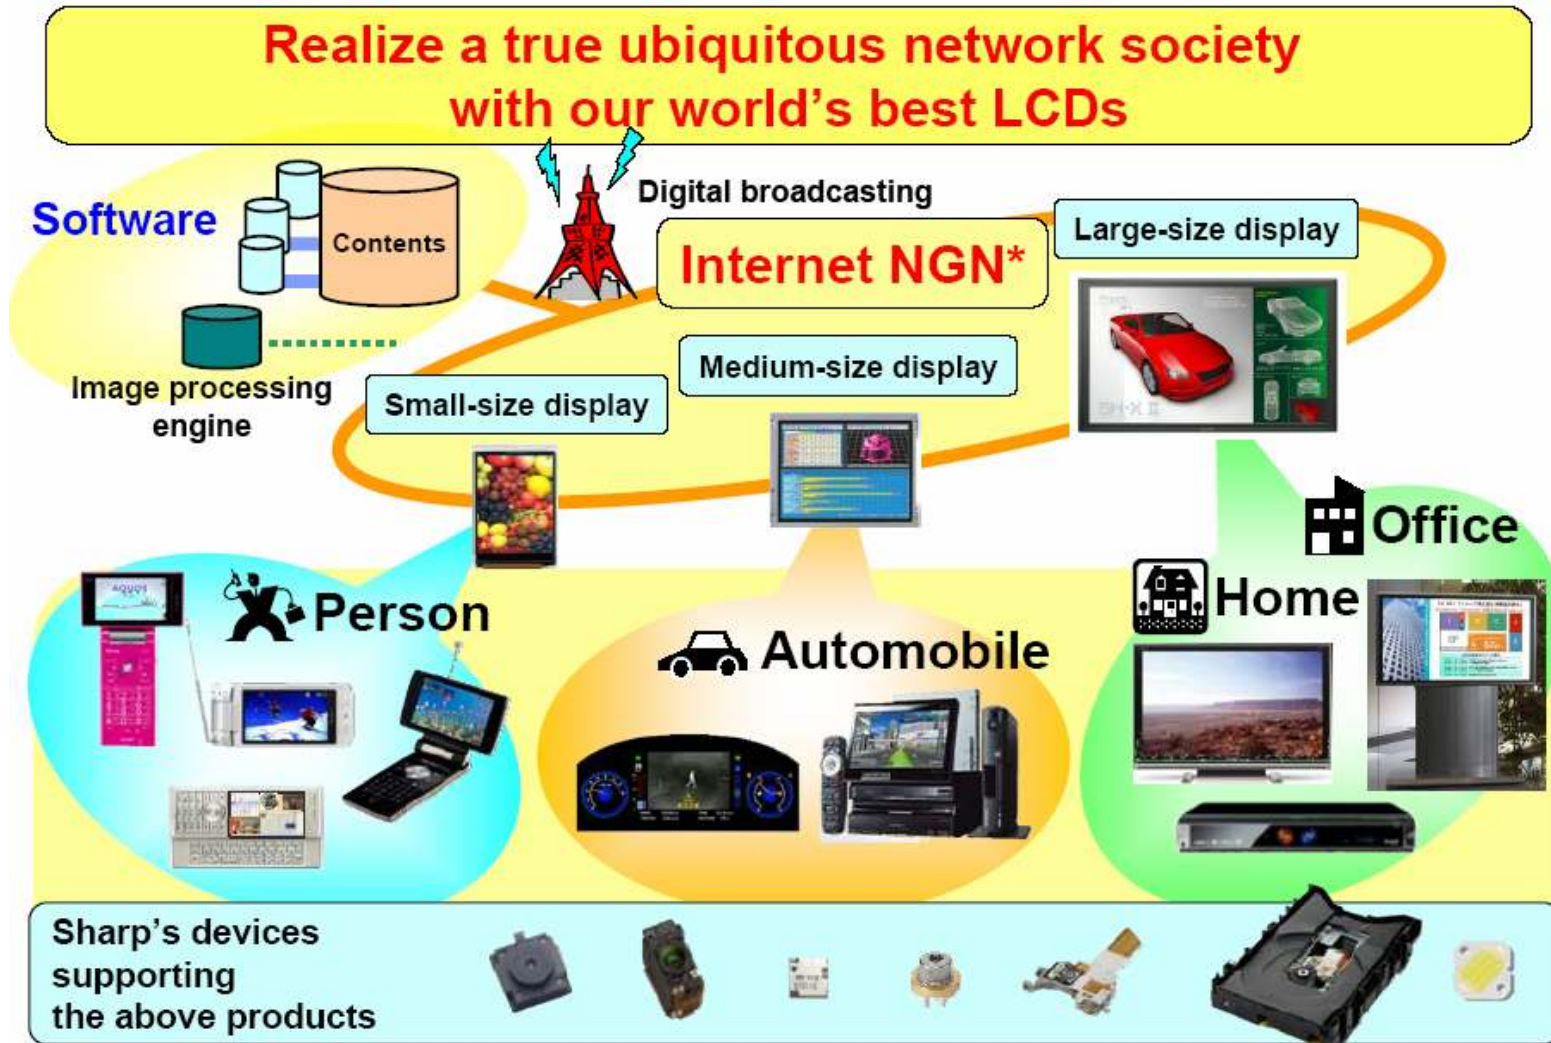 Realize a true ubiquitous network society
with our world's best LCDs
Software
Contents
Digital broadcasting
Internet NGN*
Large-size display
Image processing
engine
Small-size display
Medium-size display
Office
Home
Person
Automobile
AQUOS
Sharp's devices
supporting
the above products